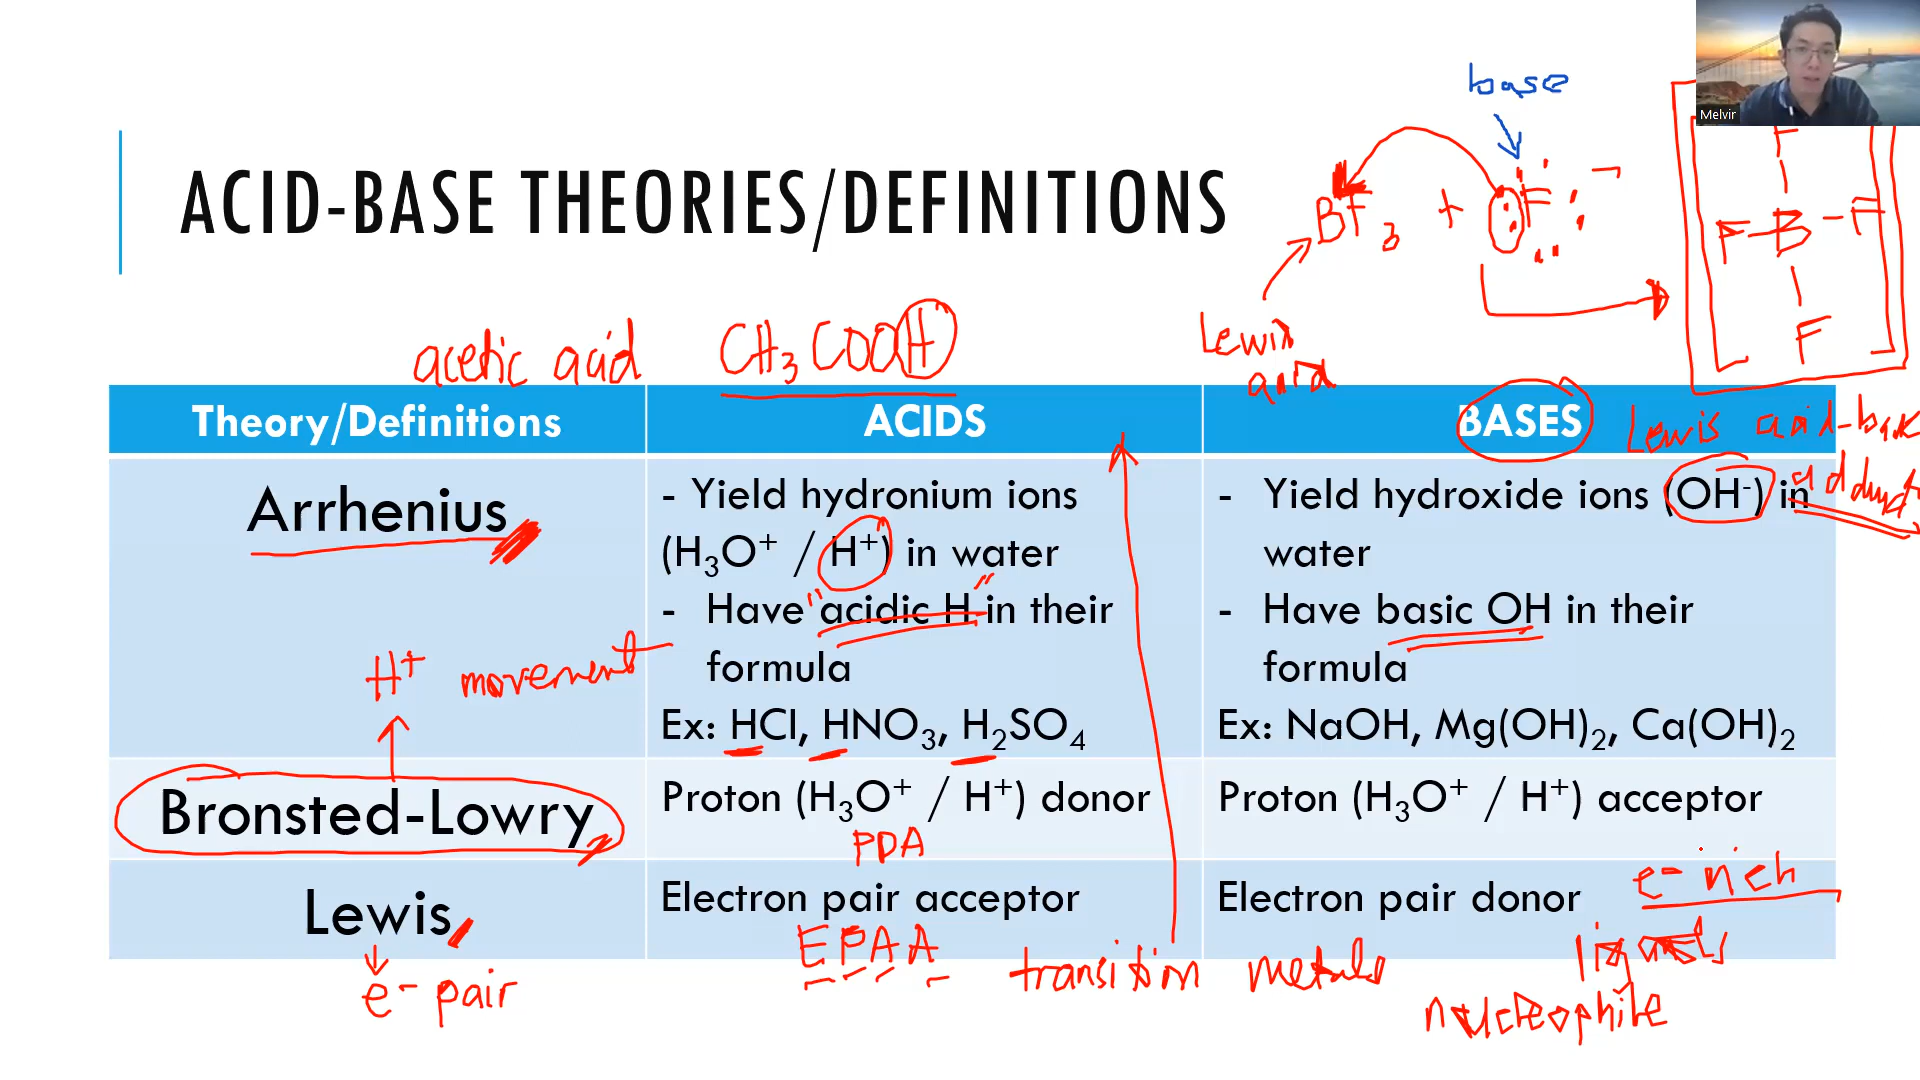 base
Melvir
ACID-BASE THEORIES/DEFINITIONS
BF3 + F
F
F-B-F
F
Lewis
acid
acetic acid CH3COOH
Theory/Definitions ACIDS BASES
Lewis acid-base
adduct
Arrhenius
- Yield hydronium ions
(H₃O⁺ / H⁺) in water
- Have "acidic H" in their
formula
Ex: HCl, HNO₃, H₂SO₄
- Yield hydroxide ions (OH⁻) in
water
- Have basic OH in their
formula
Ex: NaOH, Mg(OH)₂, Ca(OH)₂
H+ movement
Bronsted-Lowry
Proton (H₃O⁺ / H⁺) donor
PDA
Proton (H₃O⁺ / H⁺) acceptor
Lewis
Electron pair acceptor
EPAA
Electron pair donor
e- rich
e- pair
transition metals
ligands
nucleophile